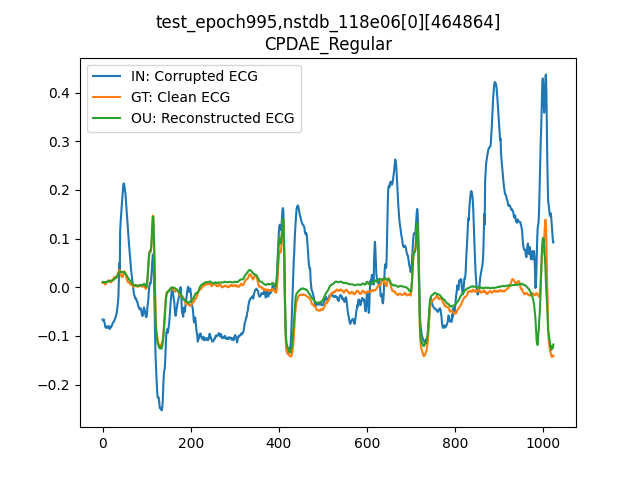 test_epoch995,nstdb_118e06[0][464864]
CPDAE_Regular
IN: Corrupted ECG
GT: Clean ECG
OU: Reconstructed ECG
0.4
0.3
0.2
0.1
0.0
−0.1
−0.2
0 200 400 600 800 1000